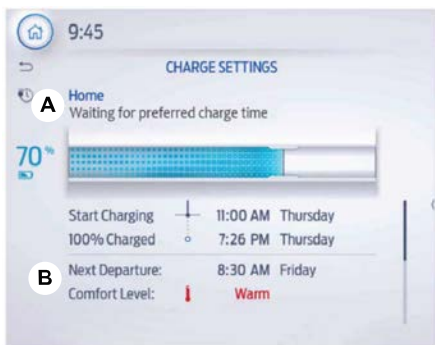 9:45
CHARGE SETTINGS
A
Home
Waiting for preferred charge time
70%
Start Charging 11:00 AM Thursday
100% Charged 7:26 PM Thursday
B
Next Departure: 8:30 AM Friday
Comfort Level: Warm